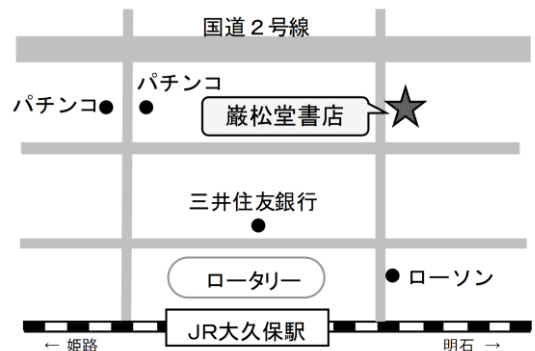 国道２号線
パチンコ
パチンコ
巌松堂書店
三井住友銀行
ロータリー
ローソン
JR大久保駅
← 姫路
明石 →